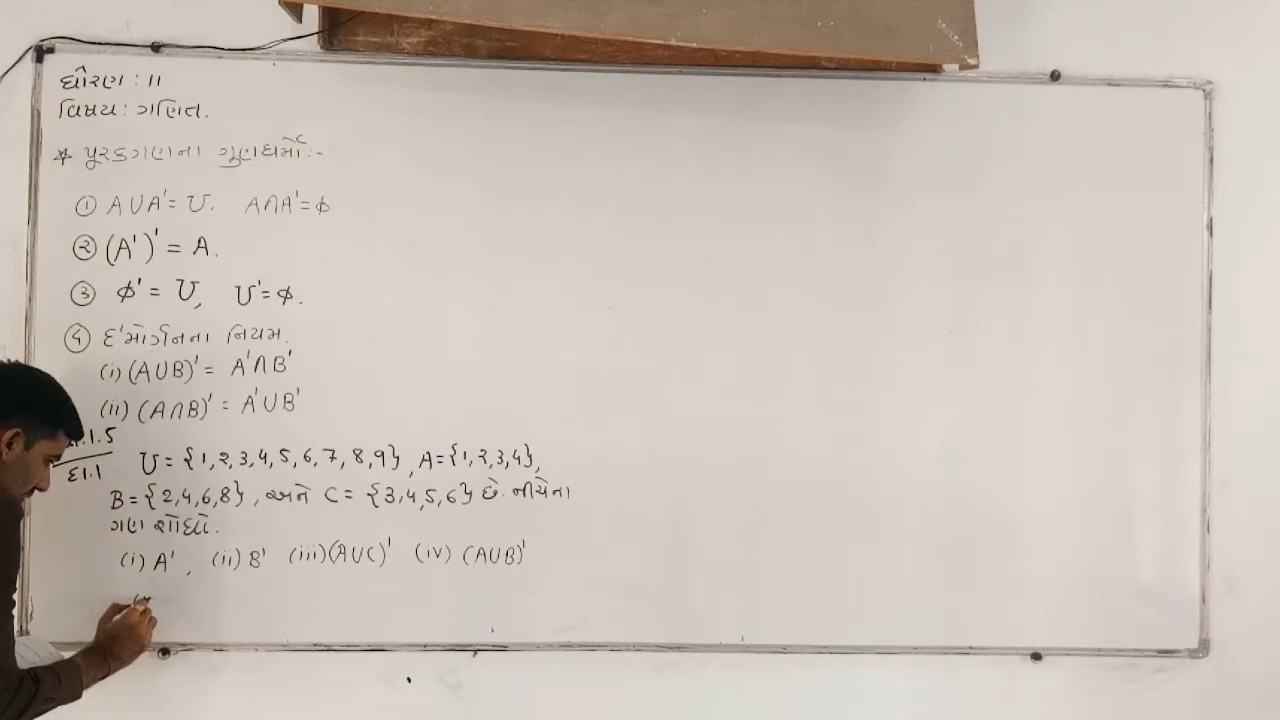 ધોરણ : 11
વિષય : ગણિત.
* પૂરકગણના ગુણધર્મો :-
① A∪A' = U. A∩A' = ϕ
② (A')' = A.
③ ϕ' = U, U' = ϕ.
④ દ'મોર્ગનના નિયમ.
(i) (A∪B)' = A'∩B'
(ii) (A∩B)' = A'∪B'
.1.5
દા.1 U = {1,2,3,4,5,6,7,8,9}, A = {1,2,3,4},
B = {2,4,6,8}, અને C = {3,4,5,6} છે. નીચેના
ગણ શોધો.
(i) A', (ii) B' (iii) (A∪C)' (iv) (A∪B)'